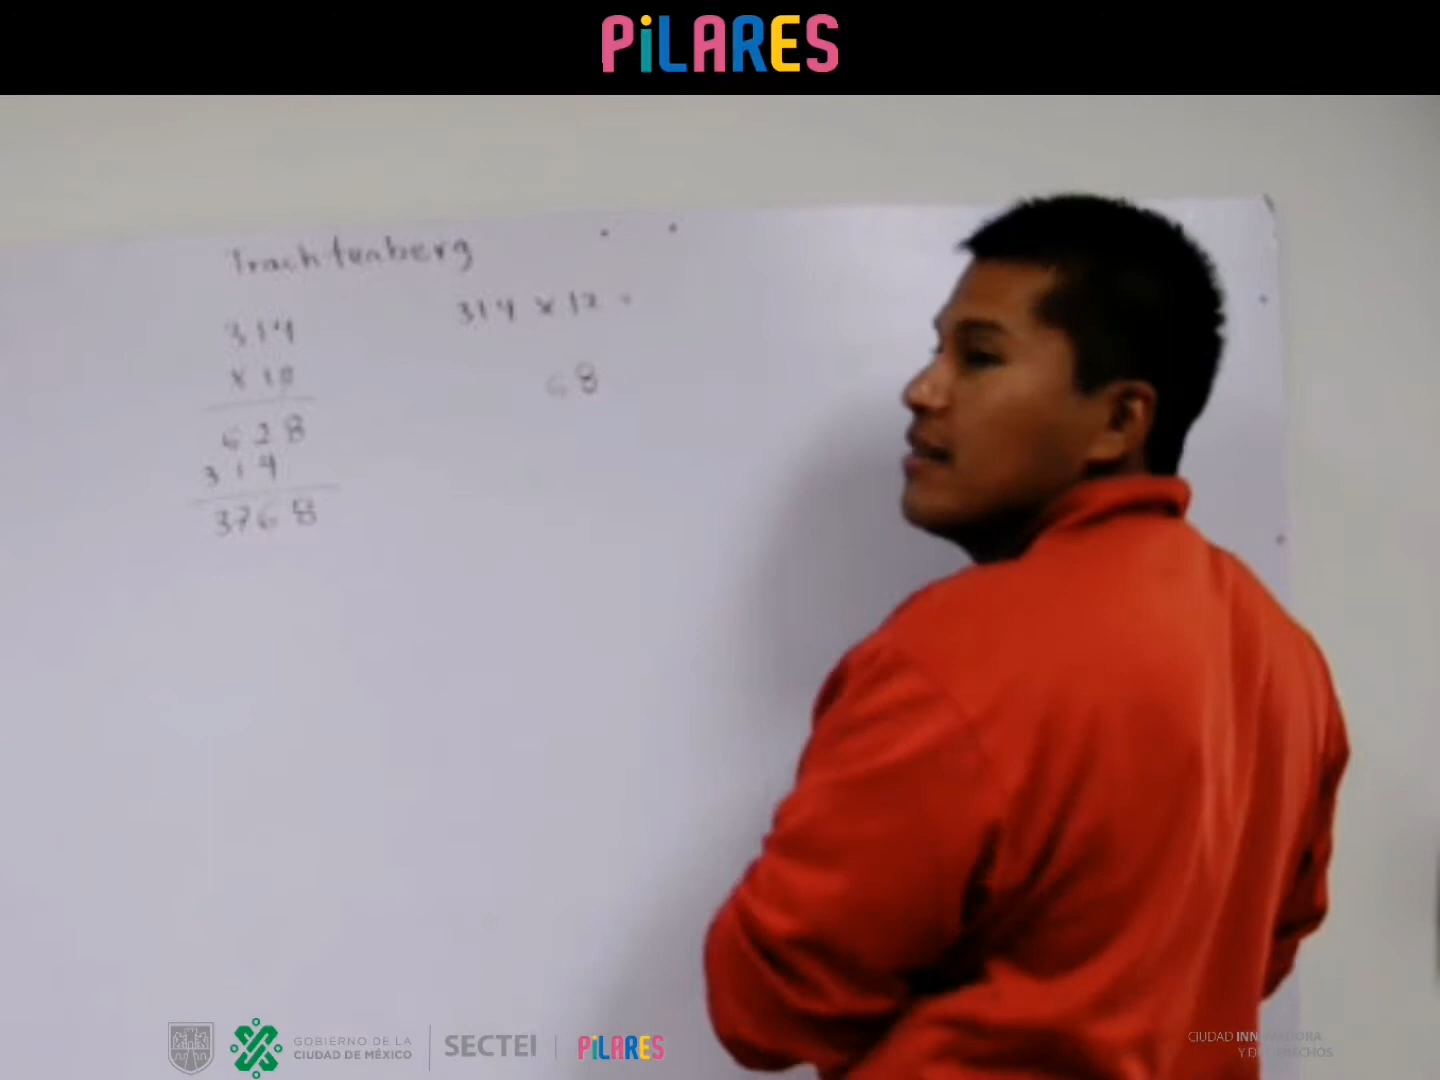 PiLARES
Trachtenberg
314
x 12
628
314
3768
314 x 12 =
68
GOBIERNO DE LA
CIUDAD DE MÉXICO
SECTEI
PiLARES
CIUDAD INNOVADORA
Y DE DERECHOS